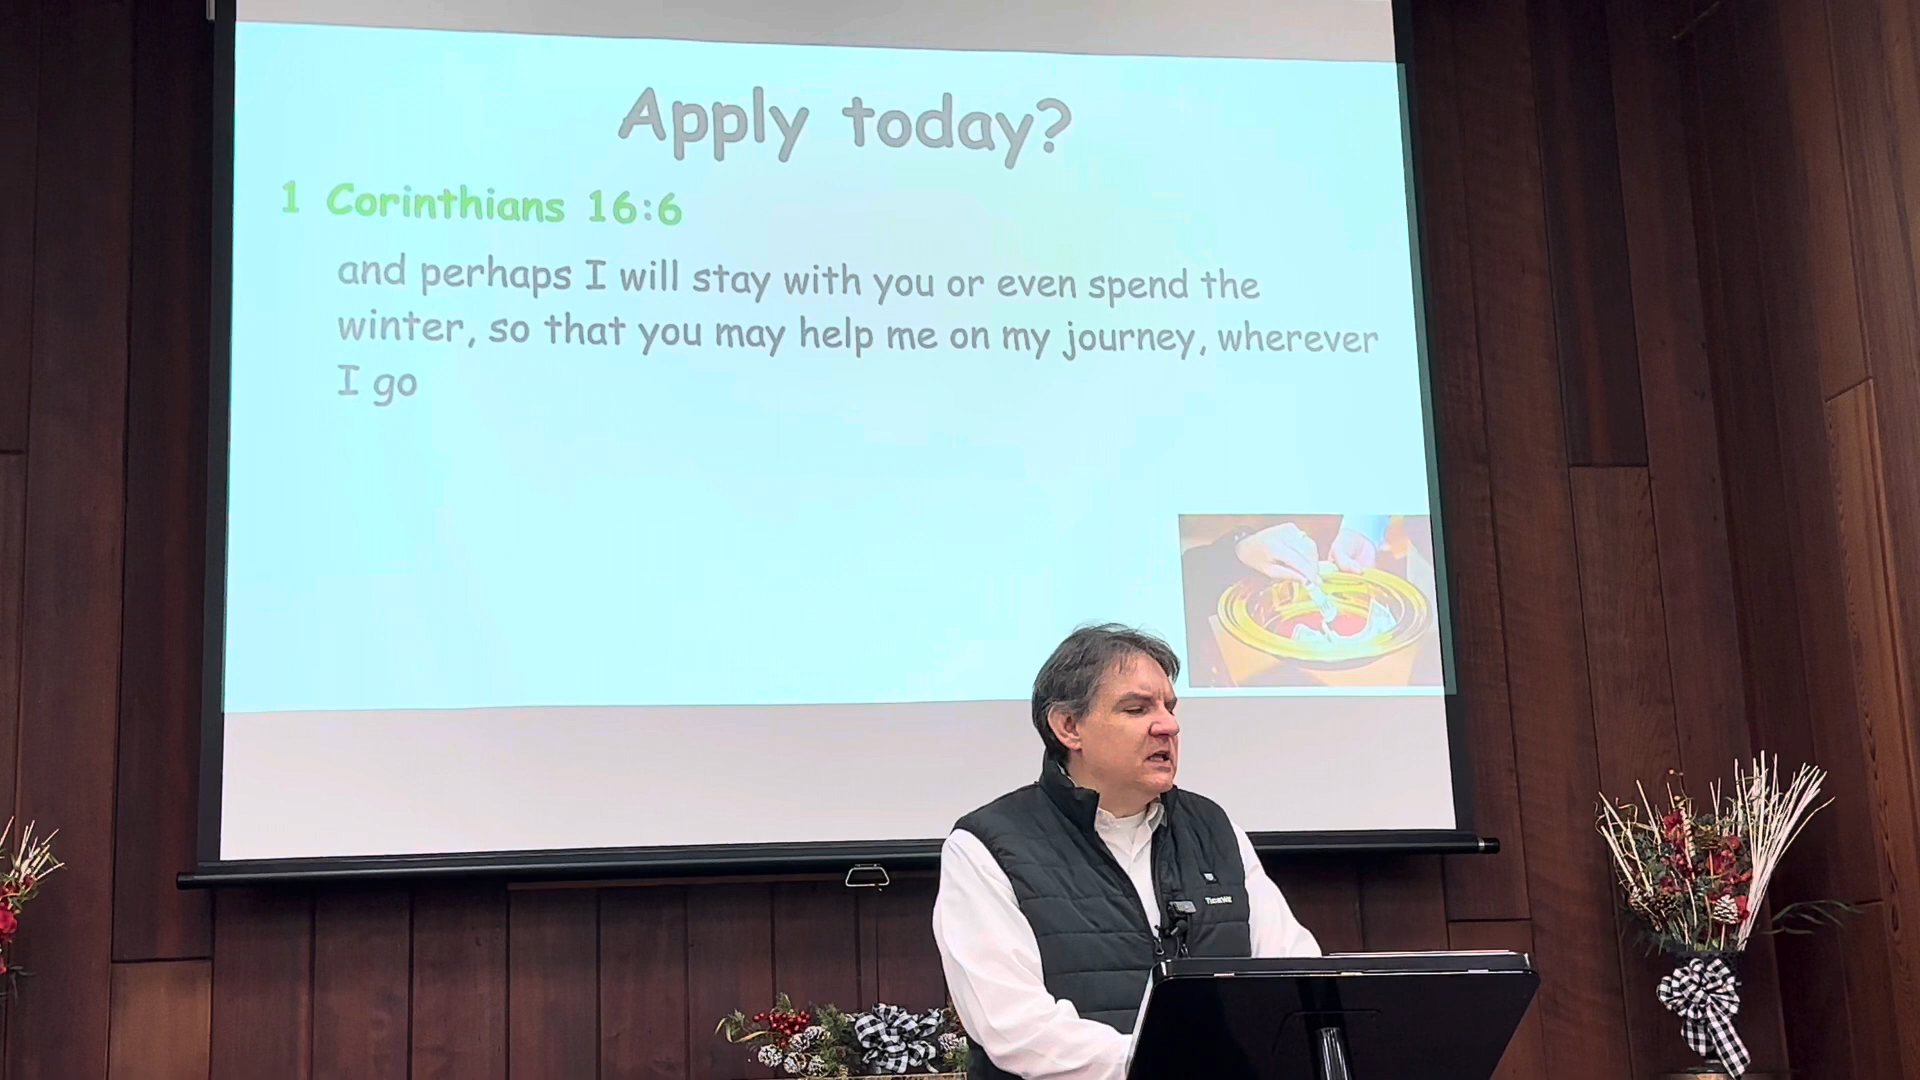 Apply today?
1 Corinthians 16:6
and perhaps I will stay with you or even spend the
winter, so that you may help me on my journey, wherever
I go